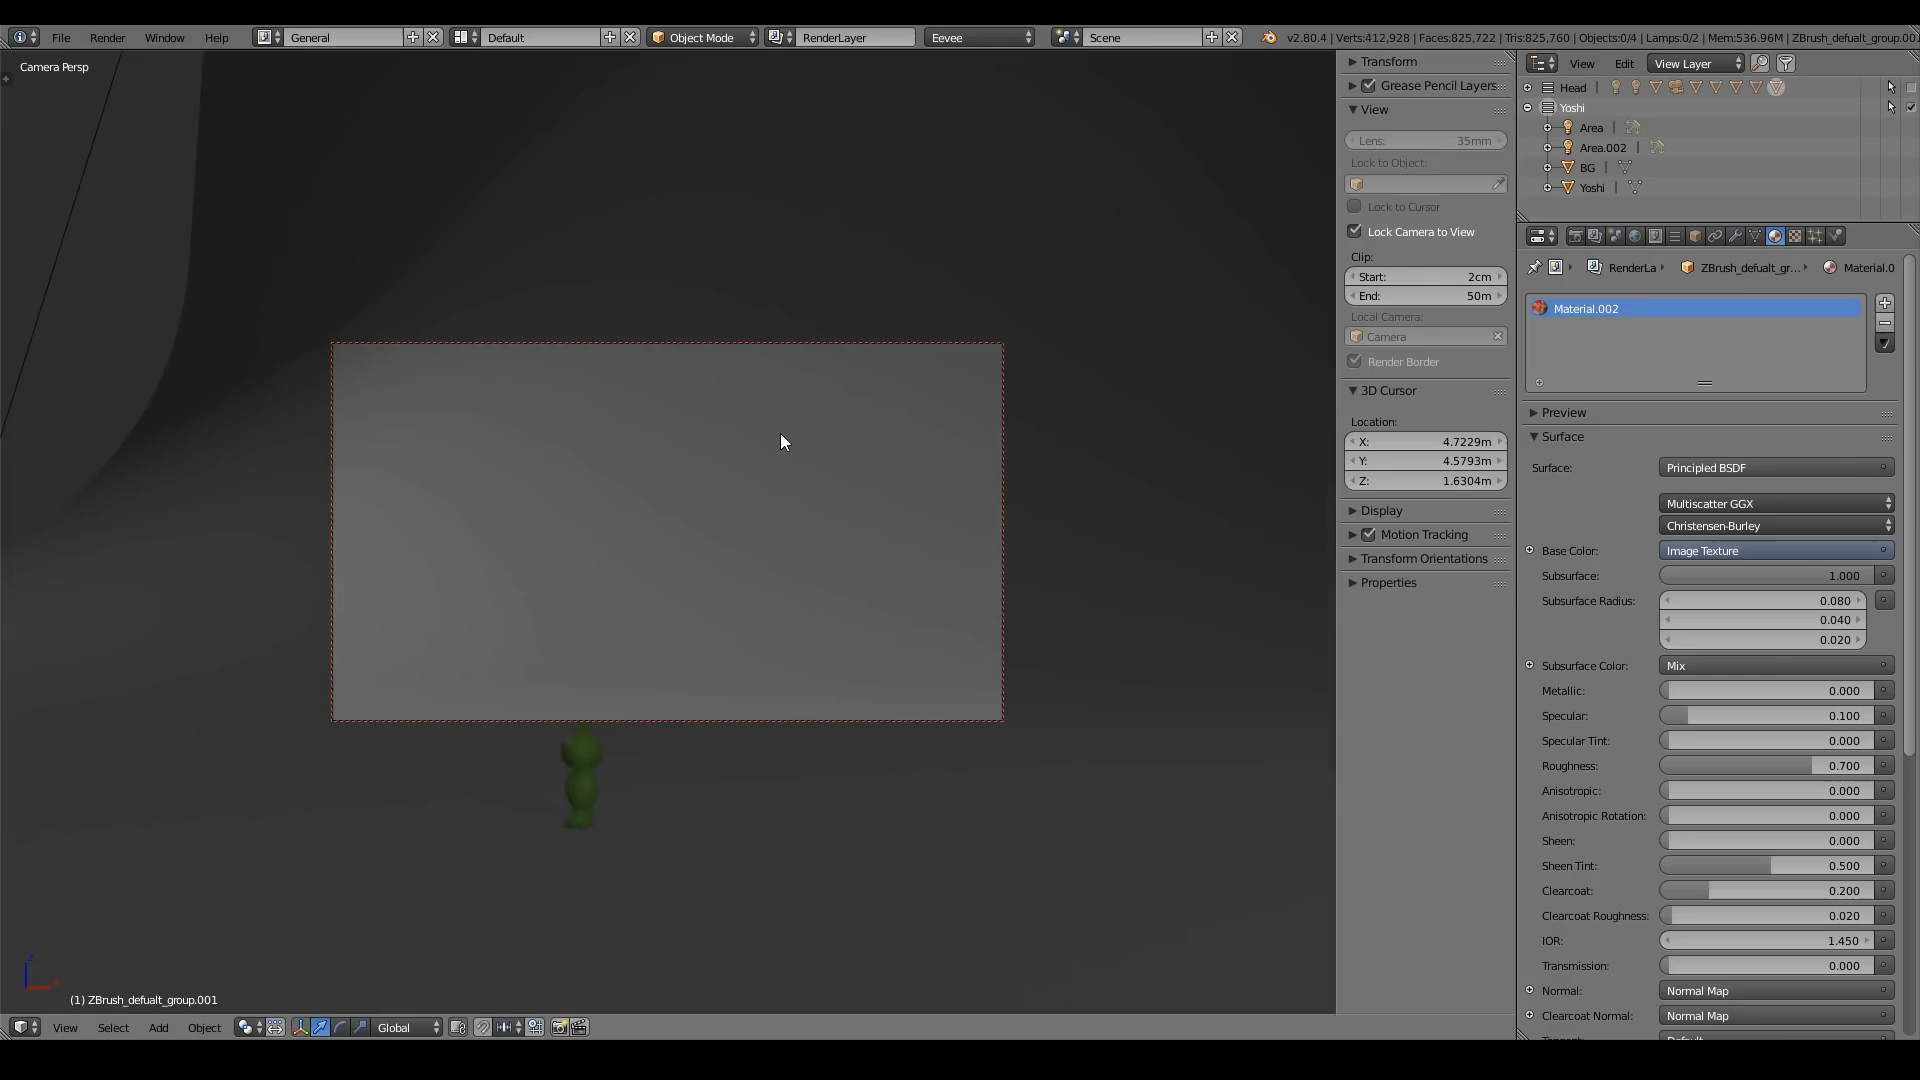 File Render Window Help General Default Object Mode RenderLayer Eevee Scene v2.80.4 | Verts:412,928 | Faces:825,722 | Tris:825,760 | Objects:0/4 | Lamps:0/2 | Mem:536.96M | ZBrush_defualt_group.00
Camera Persp
Transform
Grease Pencil Layers
View
Lens: 35mm
Lock to Object:
Lock to Cursor
Lock Camera to View
Clip:
Start: 2cm
End: 50m
Local Camera:
Camera
Render Border
3D Cursor
Location:
X: 4.7229m
Y: 4.5793m
Z: 1.6304m
Display
Motion Tracking
Transform Orientations
Properties
View Edit View Layer
Head
Yoshi
Area
Area.002
BG
Yoshi
RenderLa ZBrush_defualt_gr... Material.0
Material.002
Preview
Surface
Surface: Principled BSDF
Multiscatter GGX
Christensen-Burley
Base Color: Image Texture
Subsurface: 1.000
Subsurface Radius: 0.080
0.040
0.020
Subsurface Color: Mix
Metallic: 0.000
Specular: 0.100
Specular Tint: 0.000
Roughness: 0.700
Anisotropic: 0.000
Anisotropic Rotation: 0.000
Sheen: 0.000
Sheen Tint: 0.500
Clearcoat: 0.200
Clearcoat Roughness: 0.020
IOR: 1.450
Transmission: 0.000
Normal: Normal Map
Clearcoat Normal: Normal Map
Z
(1) ZBrush_defualt_group.001
View Select Add Object Global